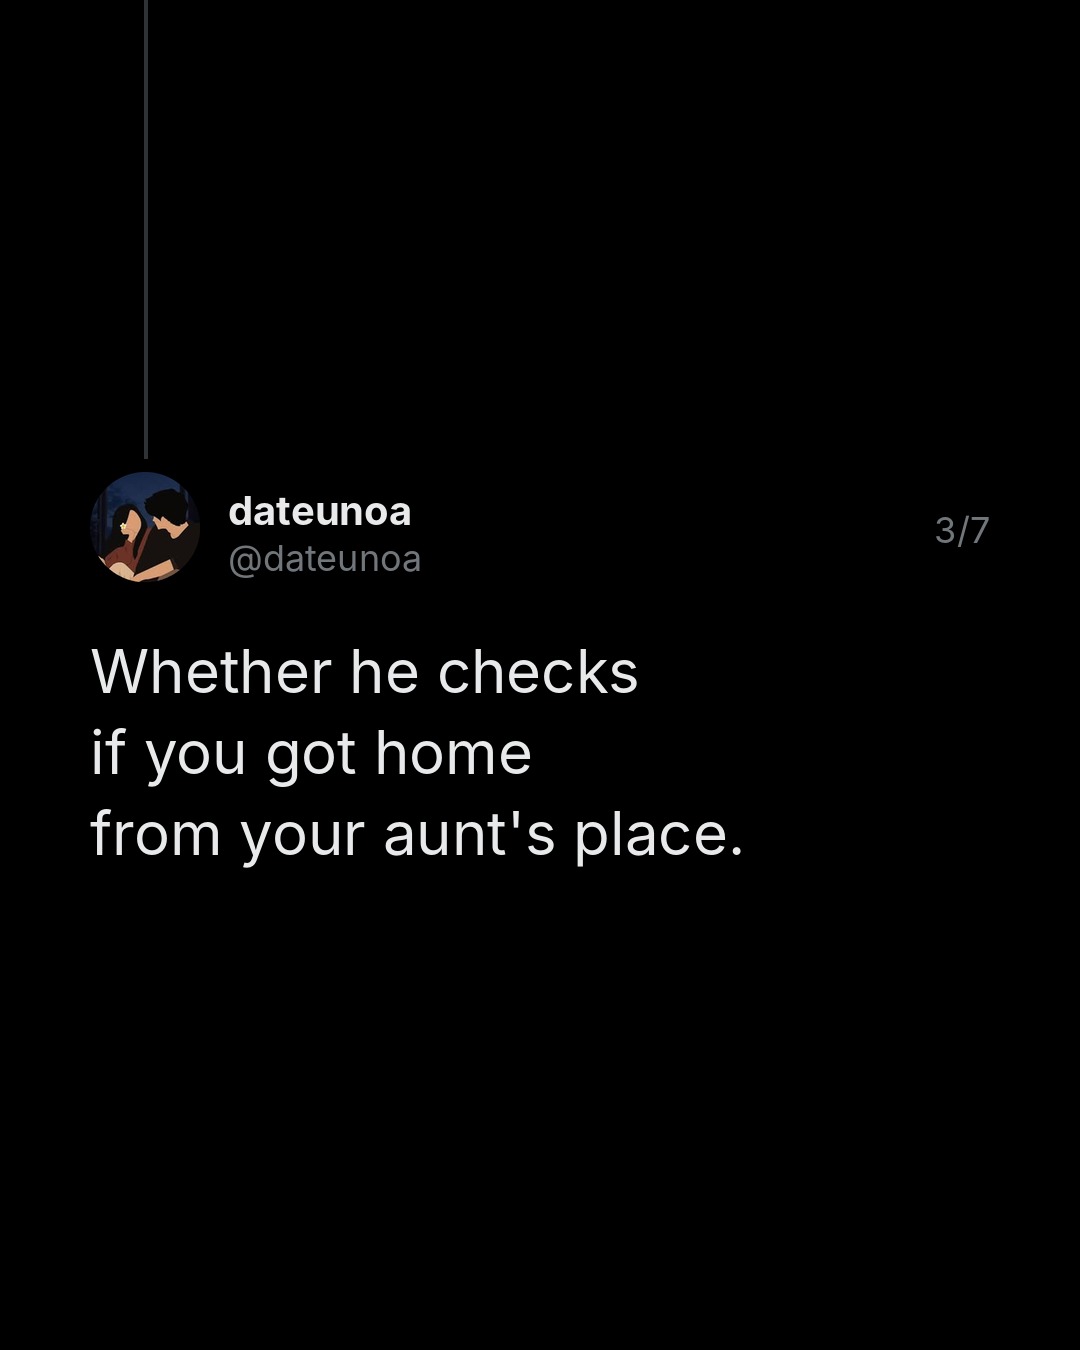 dateunoa
@dateunoa
3/7
Whether he checks
if you got home
from your aunt's place.